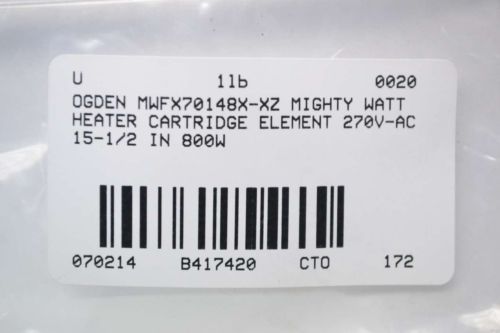 U 1lb 0020
OGDEN MWFX70148X-XZ MIGHTY WATT
HEATER CARTRIDGE ELEMENT 270V-AC
15-1/2 IN 800W
070214 B417420 CTO 172